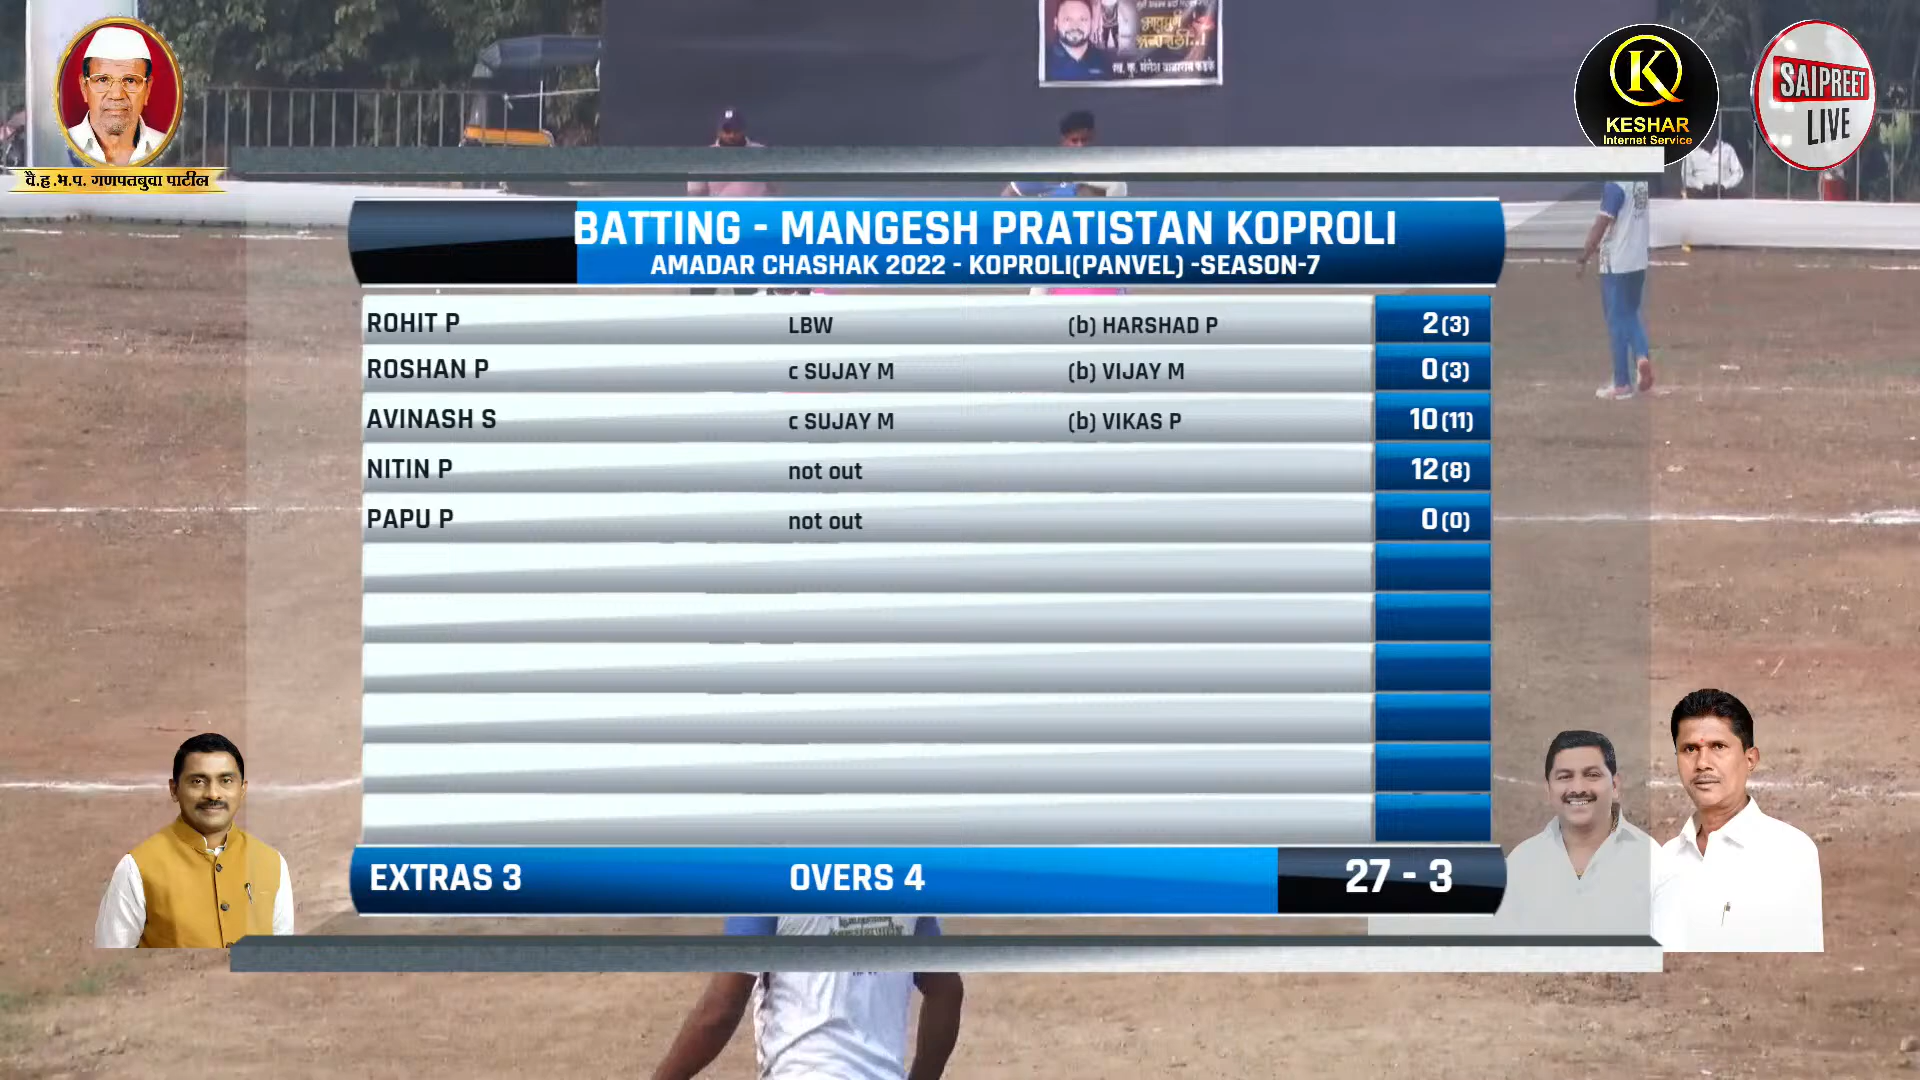 आमदार
स्व. कु. मंगेश
वै.ह.भ.प. गणपतबुवा पाटील
K
KESHAR
Internet Service
SAIPREET
LIVE
BATTING - MANGESH PRATISTAN KOPROLI
AMADAR CHASHAK 2022 - KOPROLI(PANVEL) -SEASON-7
ROHIT P LBW (b) HARSHAD P 2(3)
ROSHAN P c SUJAY M (b) VIJAY M 0(3)
AVINASH S c SUJAY M (b) VIKAS P 10(11)
NITIN P not out 12(8)
PAPU P not out 0(0)
EXTRAS 3 OVERS 4 27 - 3